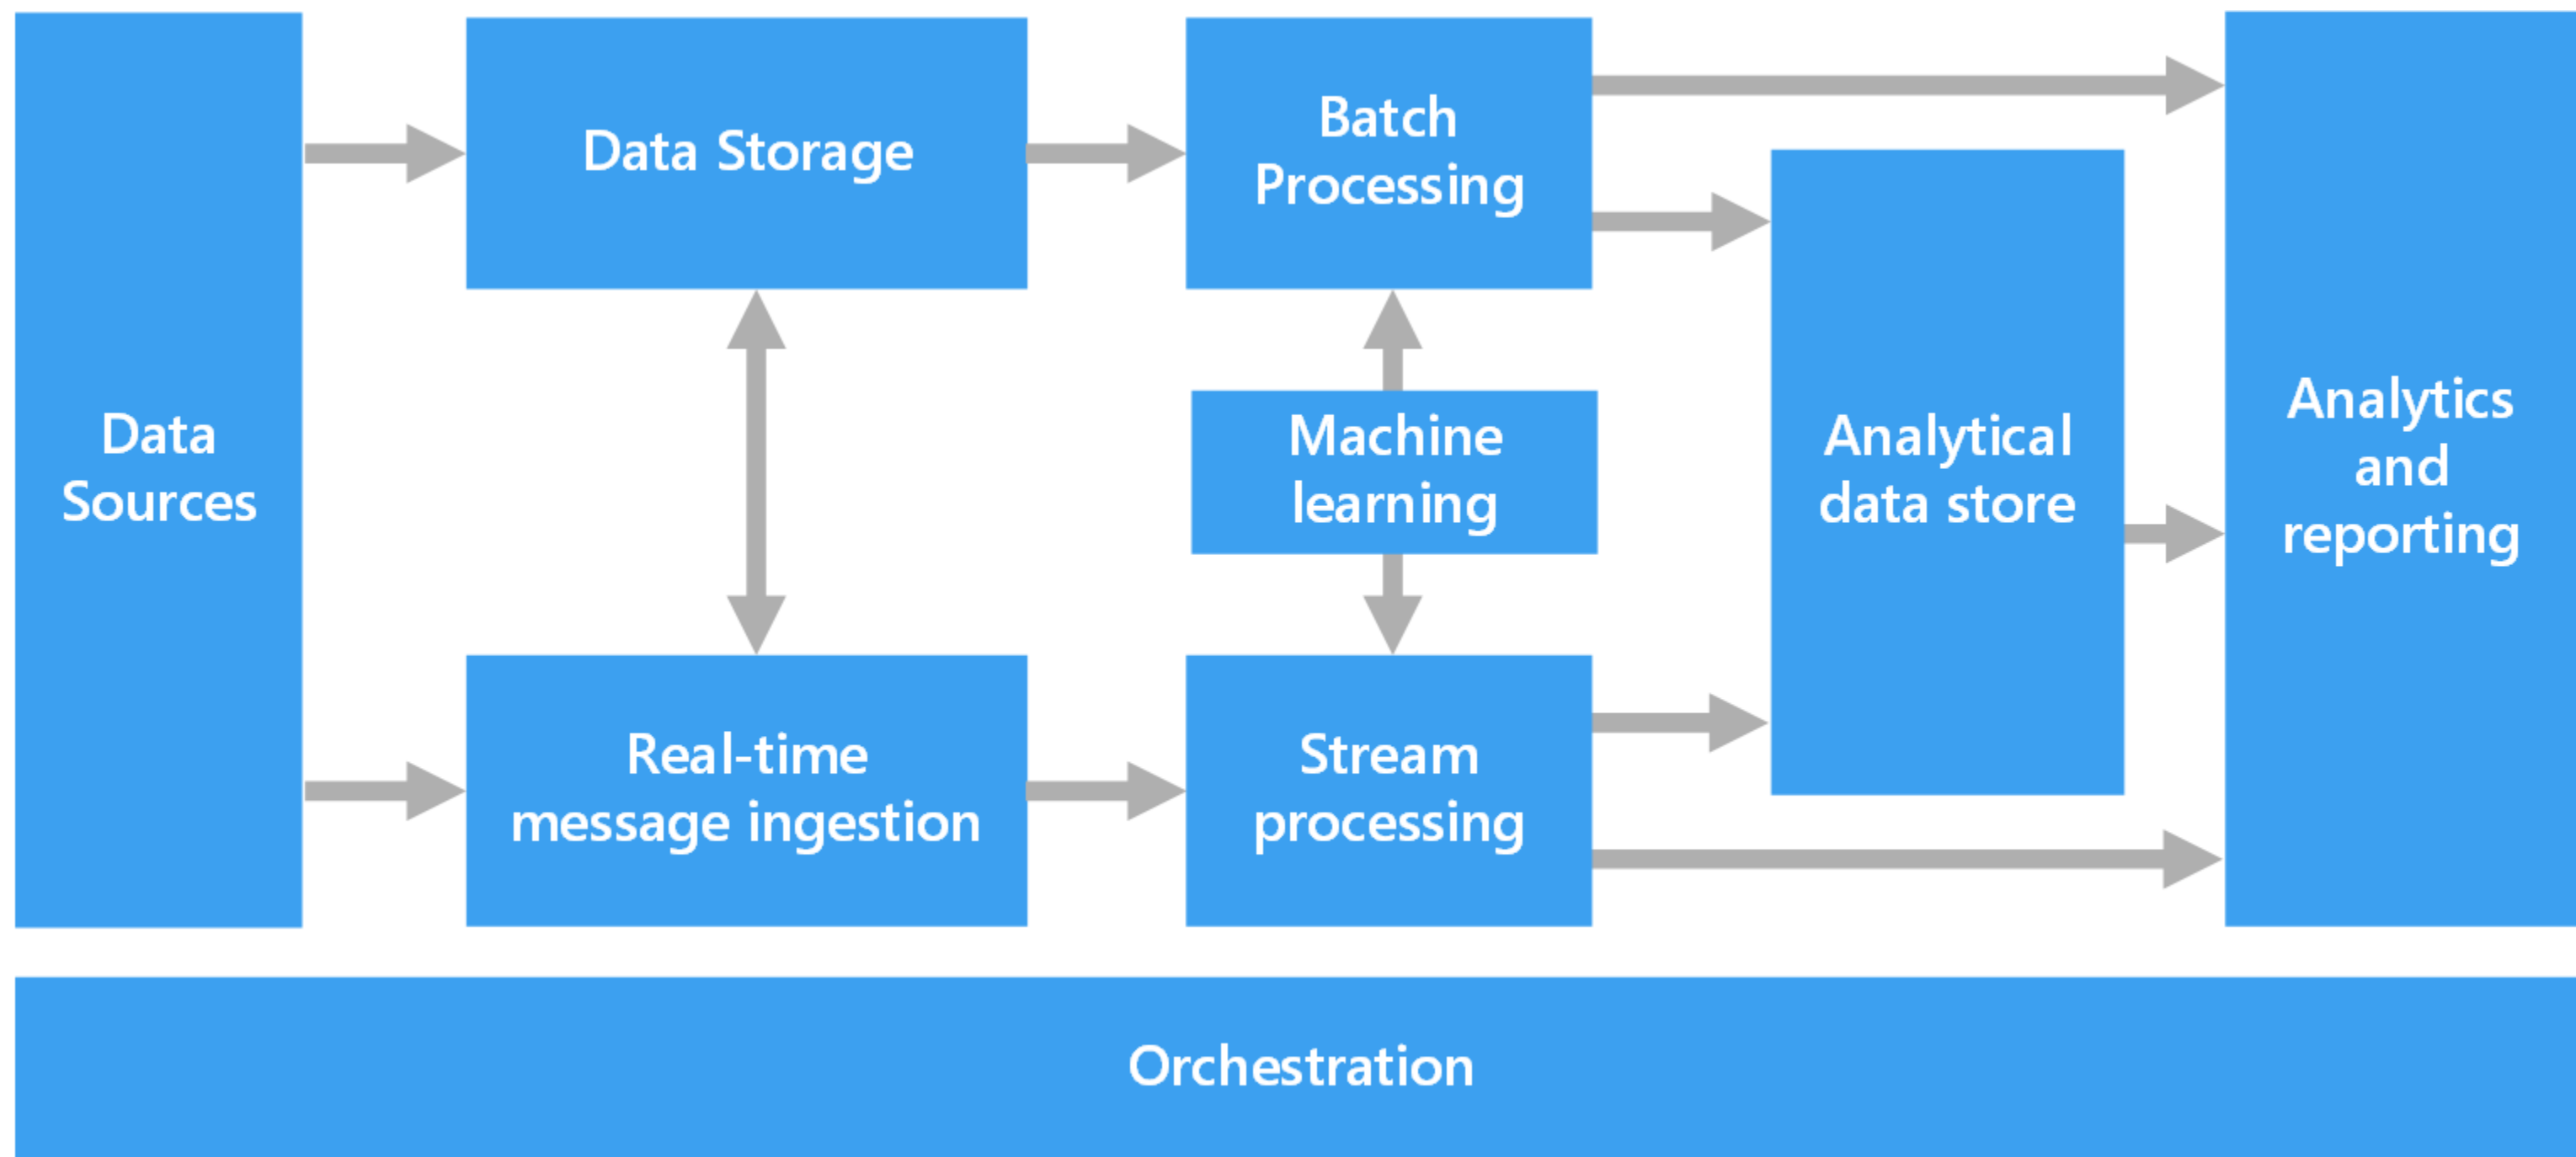 Data
Sources
Data Storage
Real-time
message ingestion
Batch
Processing
Machine
learning
Stream
processing
Analytical
data store
Analytics
and
reporting
Orchestration